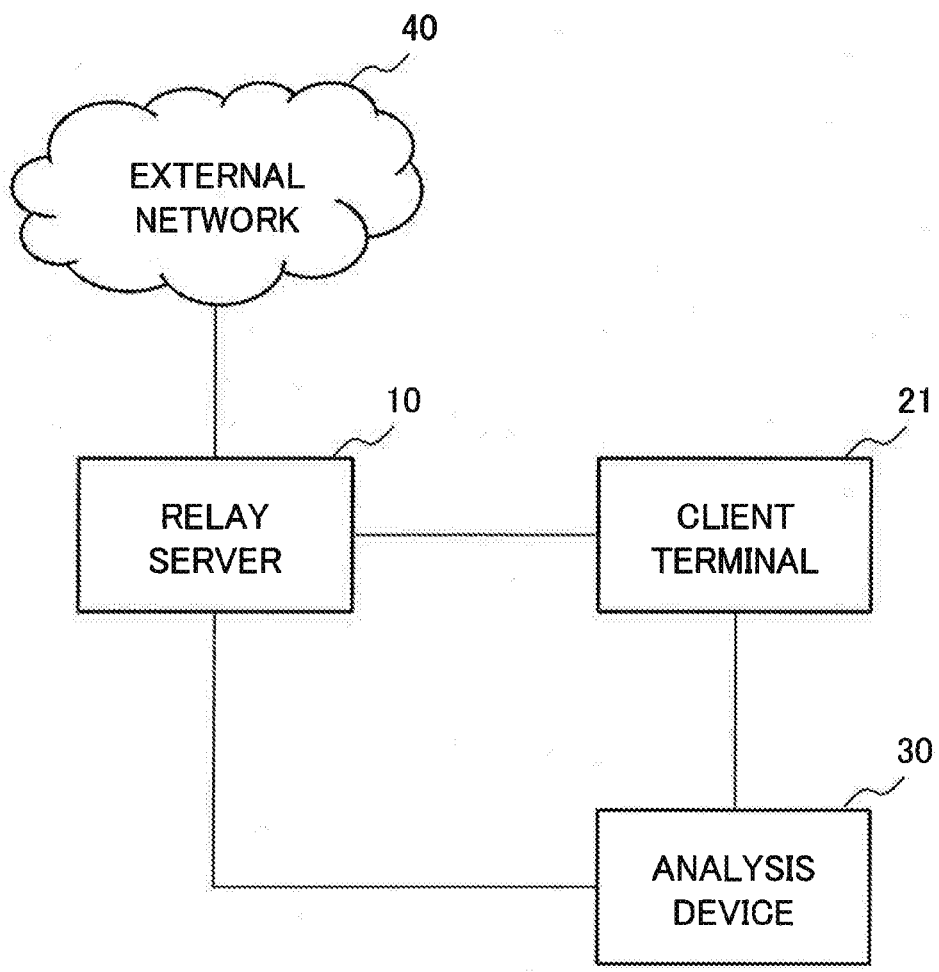 40
EXTERNAL
NETWORK
10
21
RELAY
SERVER
CLIENT
TERMINAL
30
ANALYSIS
DEVICE